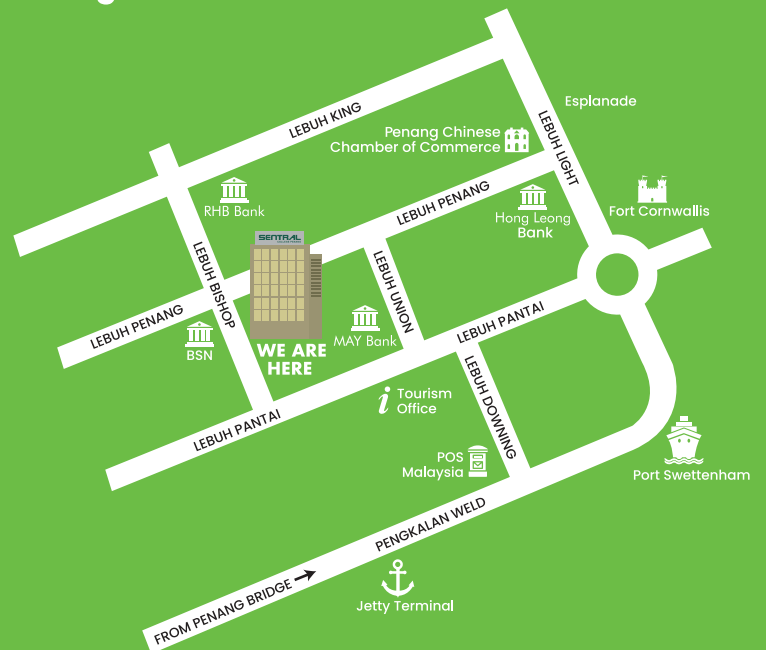 LEBUH KING
Esplanade
LEBUH LIGHT
Penang Chinese
Chamber of Commerce
RHB Bank
LEBUH PENANG
Hong Leong
Bank
Fort Cornwallis
SENTRAL
LEBUH BISHOP
LEBUH UNION
LEBUH PENANG
BSN
WE ARE
HERE
MAY Bank
LEBUH PANTAI
LEBUH DOWNING
Tourism
Office
LEBUH PANTAI
POS
Malaysia
Port Swettenham
PENGKALAN WELD
FROM PENANG BRIDGE
Jetty Terminal